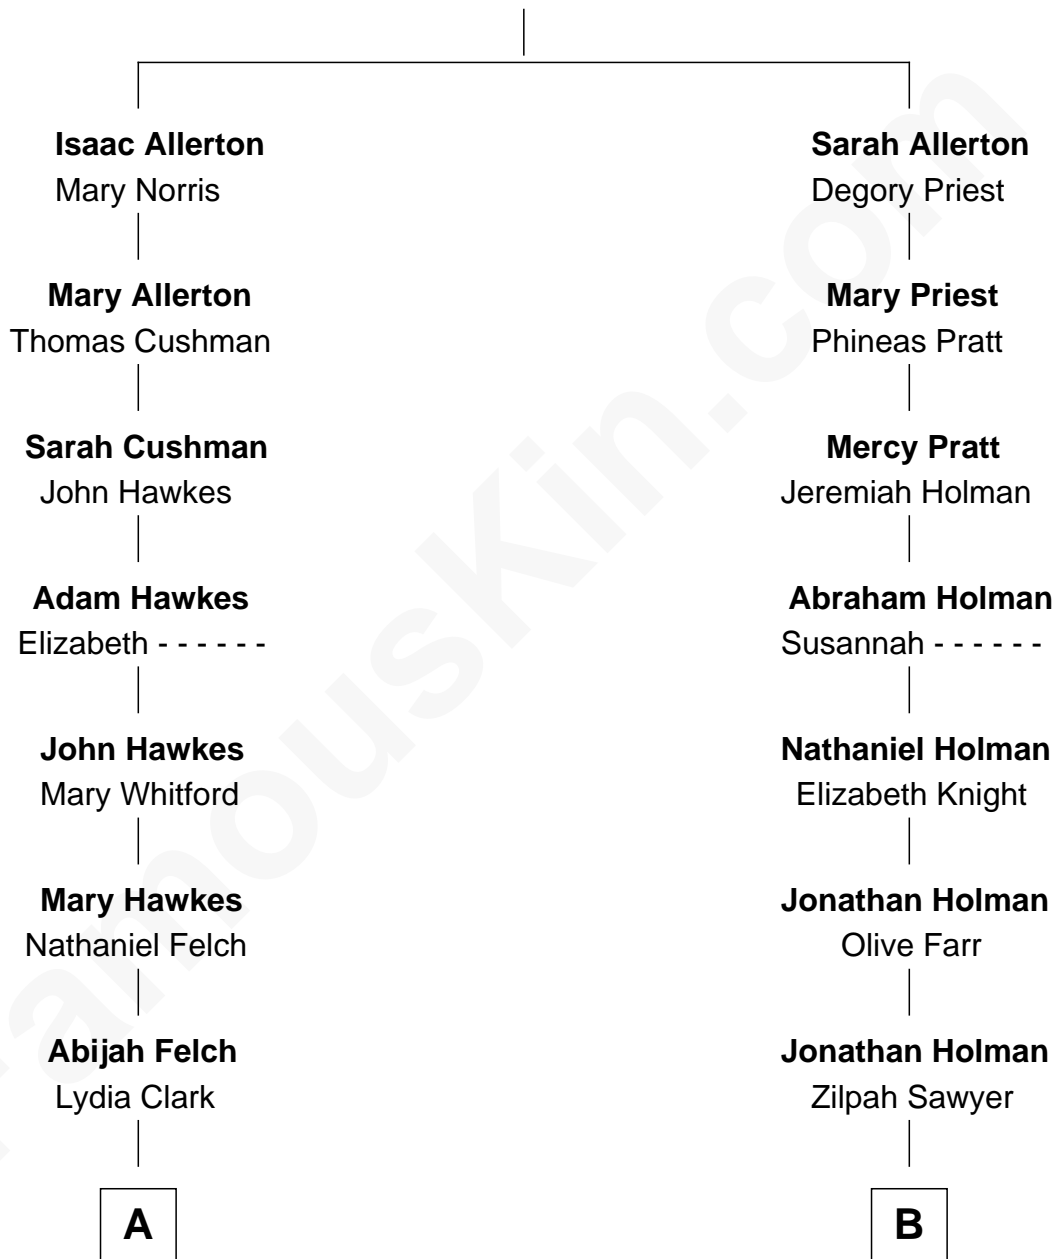 Isaac Allerton
Mary Norris
Mary Allerton
Thomas Cushman
Sarah Cushman
John Hawkes
Adam Hawkes
Elizabeth - - - - - -
John Hawkes
Mary Whitford
Mary Hawkes
Nathaniel Felch
Abijah Felch
Lydia Clark
A
Sarah Allerton
Degory Priest
Mary Priest
Phineas Pratt
Mercy Pratt
Jeremiah Holman
Abraham Holman
Susannah - - - - - -
Nathaniel Holman
Elizabeth Knight
Jonathan Holman
Olive Farr
Jonathan Holman
Zilpah Sawyer
B
FamousKin.com